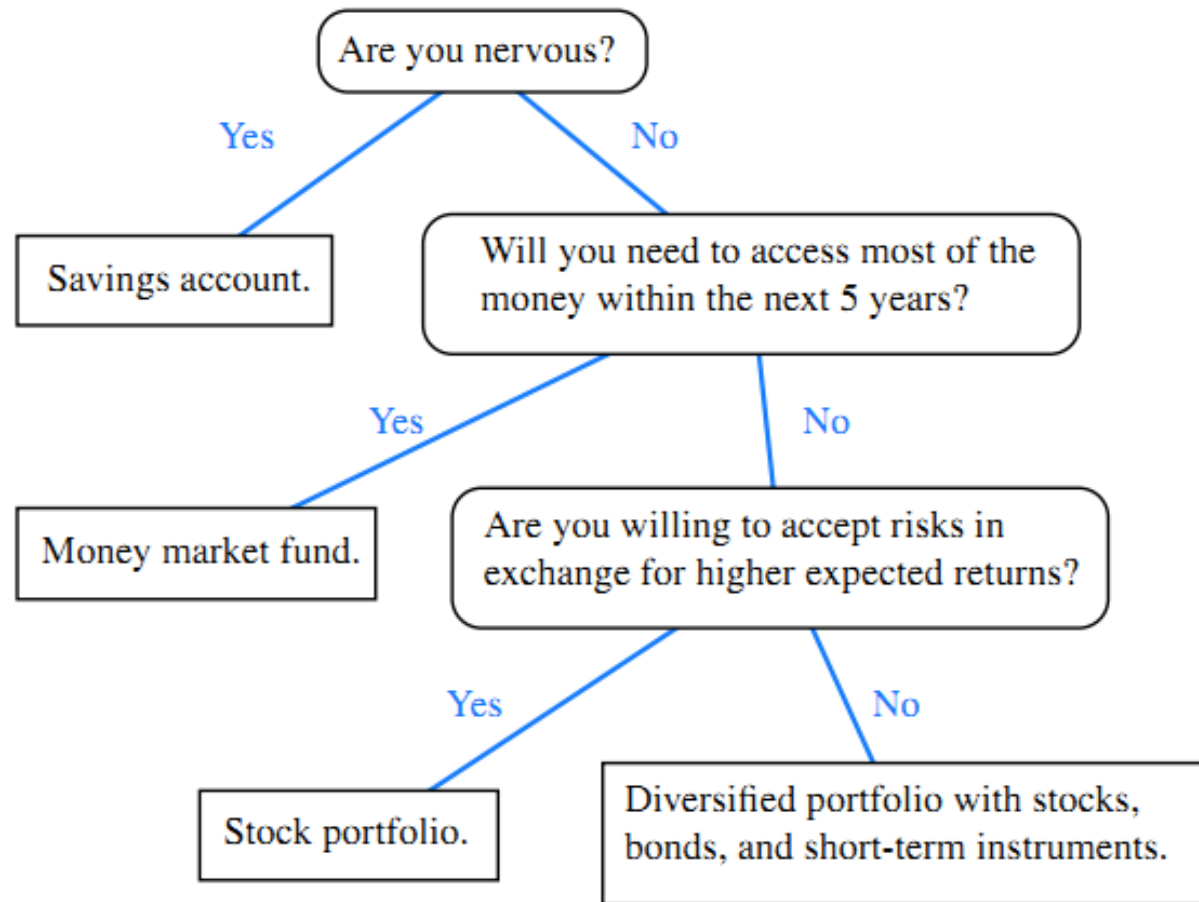 Are you nervous?
Yes
No
Savings account.
Will you need to access most of the
money within the next 5 years?
Yes
No
Money market fund.
Are you willing to accept risks in
exchange for higher expected returns?
Yes
No
Stock portfolio.
Diversified portfolio with stocks,
bonds, and short-term instruments.